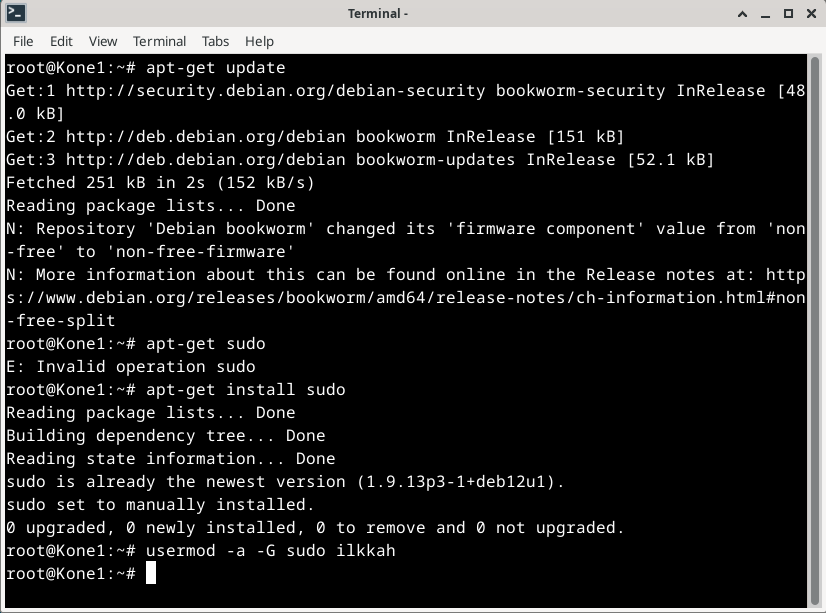 Terminal -
File Edit View Terminal Tabs Help
root@Kone1:~# apt-get update
Get:1 http://security.debian.org/debian-security bookworm-security InRelease [48
.0 kB]
Get:2 http://deb.debian.org/debian bookworm InRelease [151 kB]
Get:3 http://deb.debian.org/debian bookworm-updates InRelease [52.1 kB]
Fetched 251 kB in 2s (152 kB/s)
Reading package lists... Done
N: Repository 'Debian bookworm' changed its 'firmware component' value from 'non
-free' to 'non-free-firmware'
N: More information about this can be found online in the Release notes at: http
s://www.debian.org/releases/bookworm/amd64/release-notes/ch-information.html#non
-free-split
root@Kone1:~# apt-get sudo
E: Invalid operation sudo
root@Kone1:~# apt-get install sudo
Reading package lists... Done
Building dependency tree... Done
Reading state information... Done
sudo is already the newest version (1.9.13p3-1+deb12u1).
sudo set to manually installed.
0 upgraded, 0 newly installed, 0 to remove and 0 not upgraded.
root@Kone1:~# usermod -a -G sudo ilkkah
root@Kone1:~#